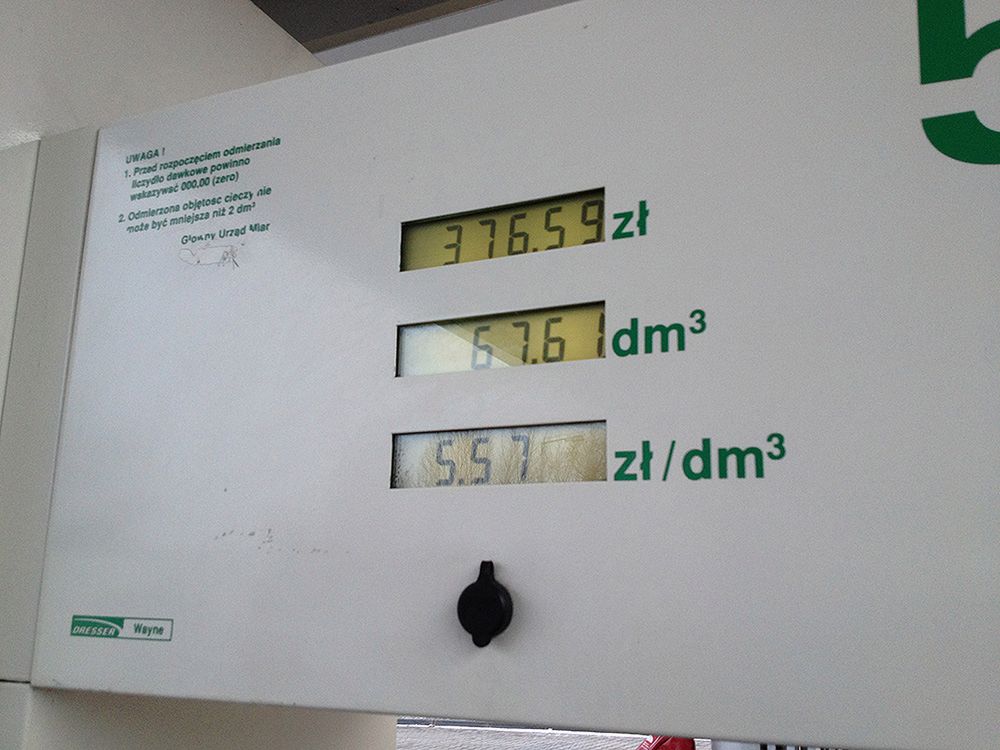 5
UWAGA !
1. Przed rozpoczęciem odmierzania
liczydło dawkowe powinno
wskazywać 000,00 (zero)
2. Odmierzona objętość cieczy nie
może być mniejsza niż 2 dm³
Główny Urząd Miar
376.59 zł
67.61 dm³
5.57 zł/dm³
DRESSER Wayne